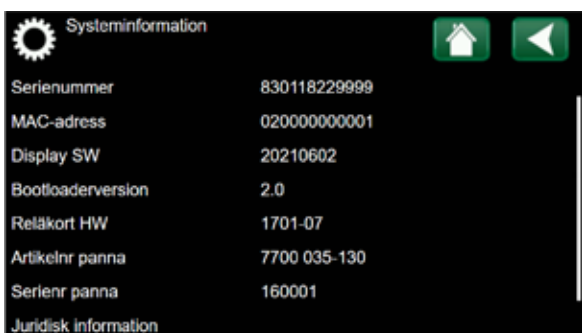 Systeminformation
Serienummer 830118229999
MAC-adress 020000000001
Display SW 20210602
Bootloaderversion 2.0
Reläkort HW 1701-07
Artikelnr panna 7700 035-130
Serienr panna 160001
Juridisk information